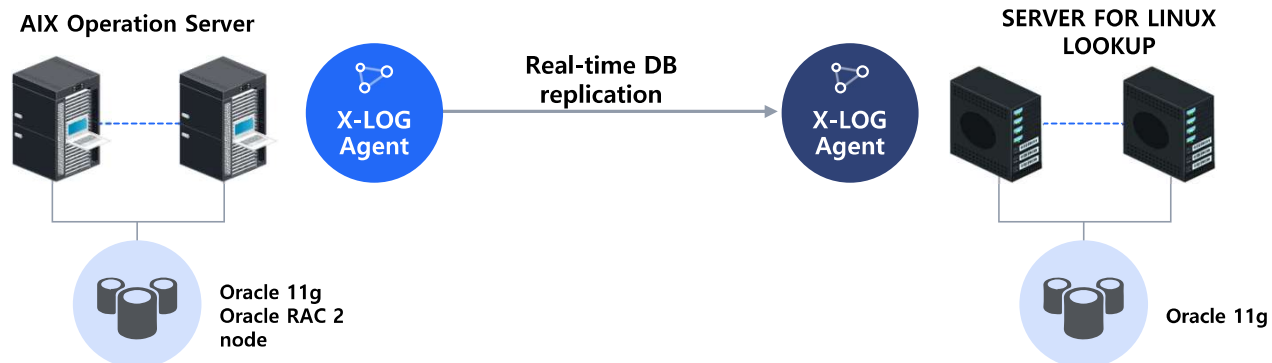 AIX Operation Server
SERVER FOR LINUX
LOOKUP
X-LOG
Agent
Real-time DB
replication
X-LOG
Agent
Oracle 11g
Oracle RAC 2
node
Oracle 11g